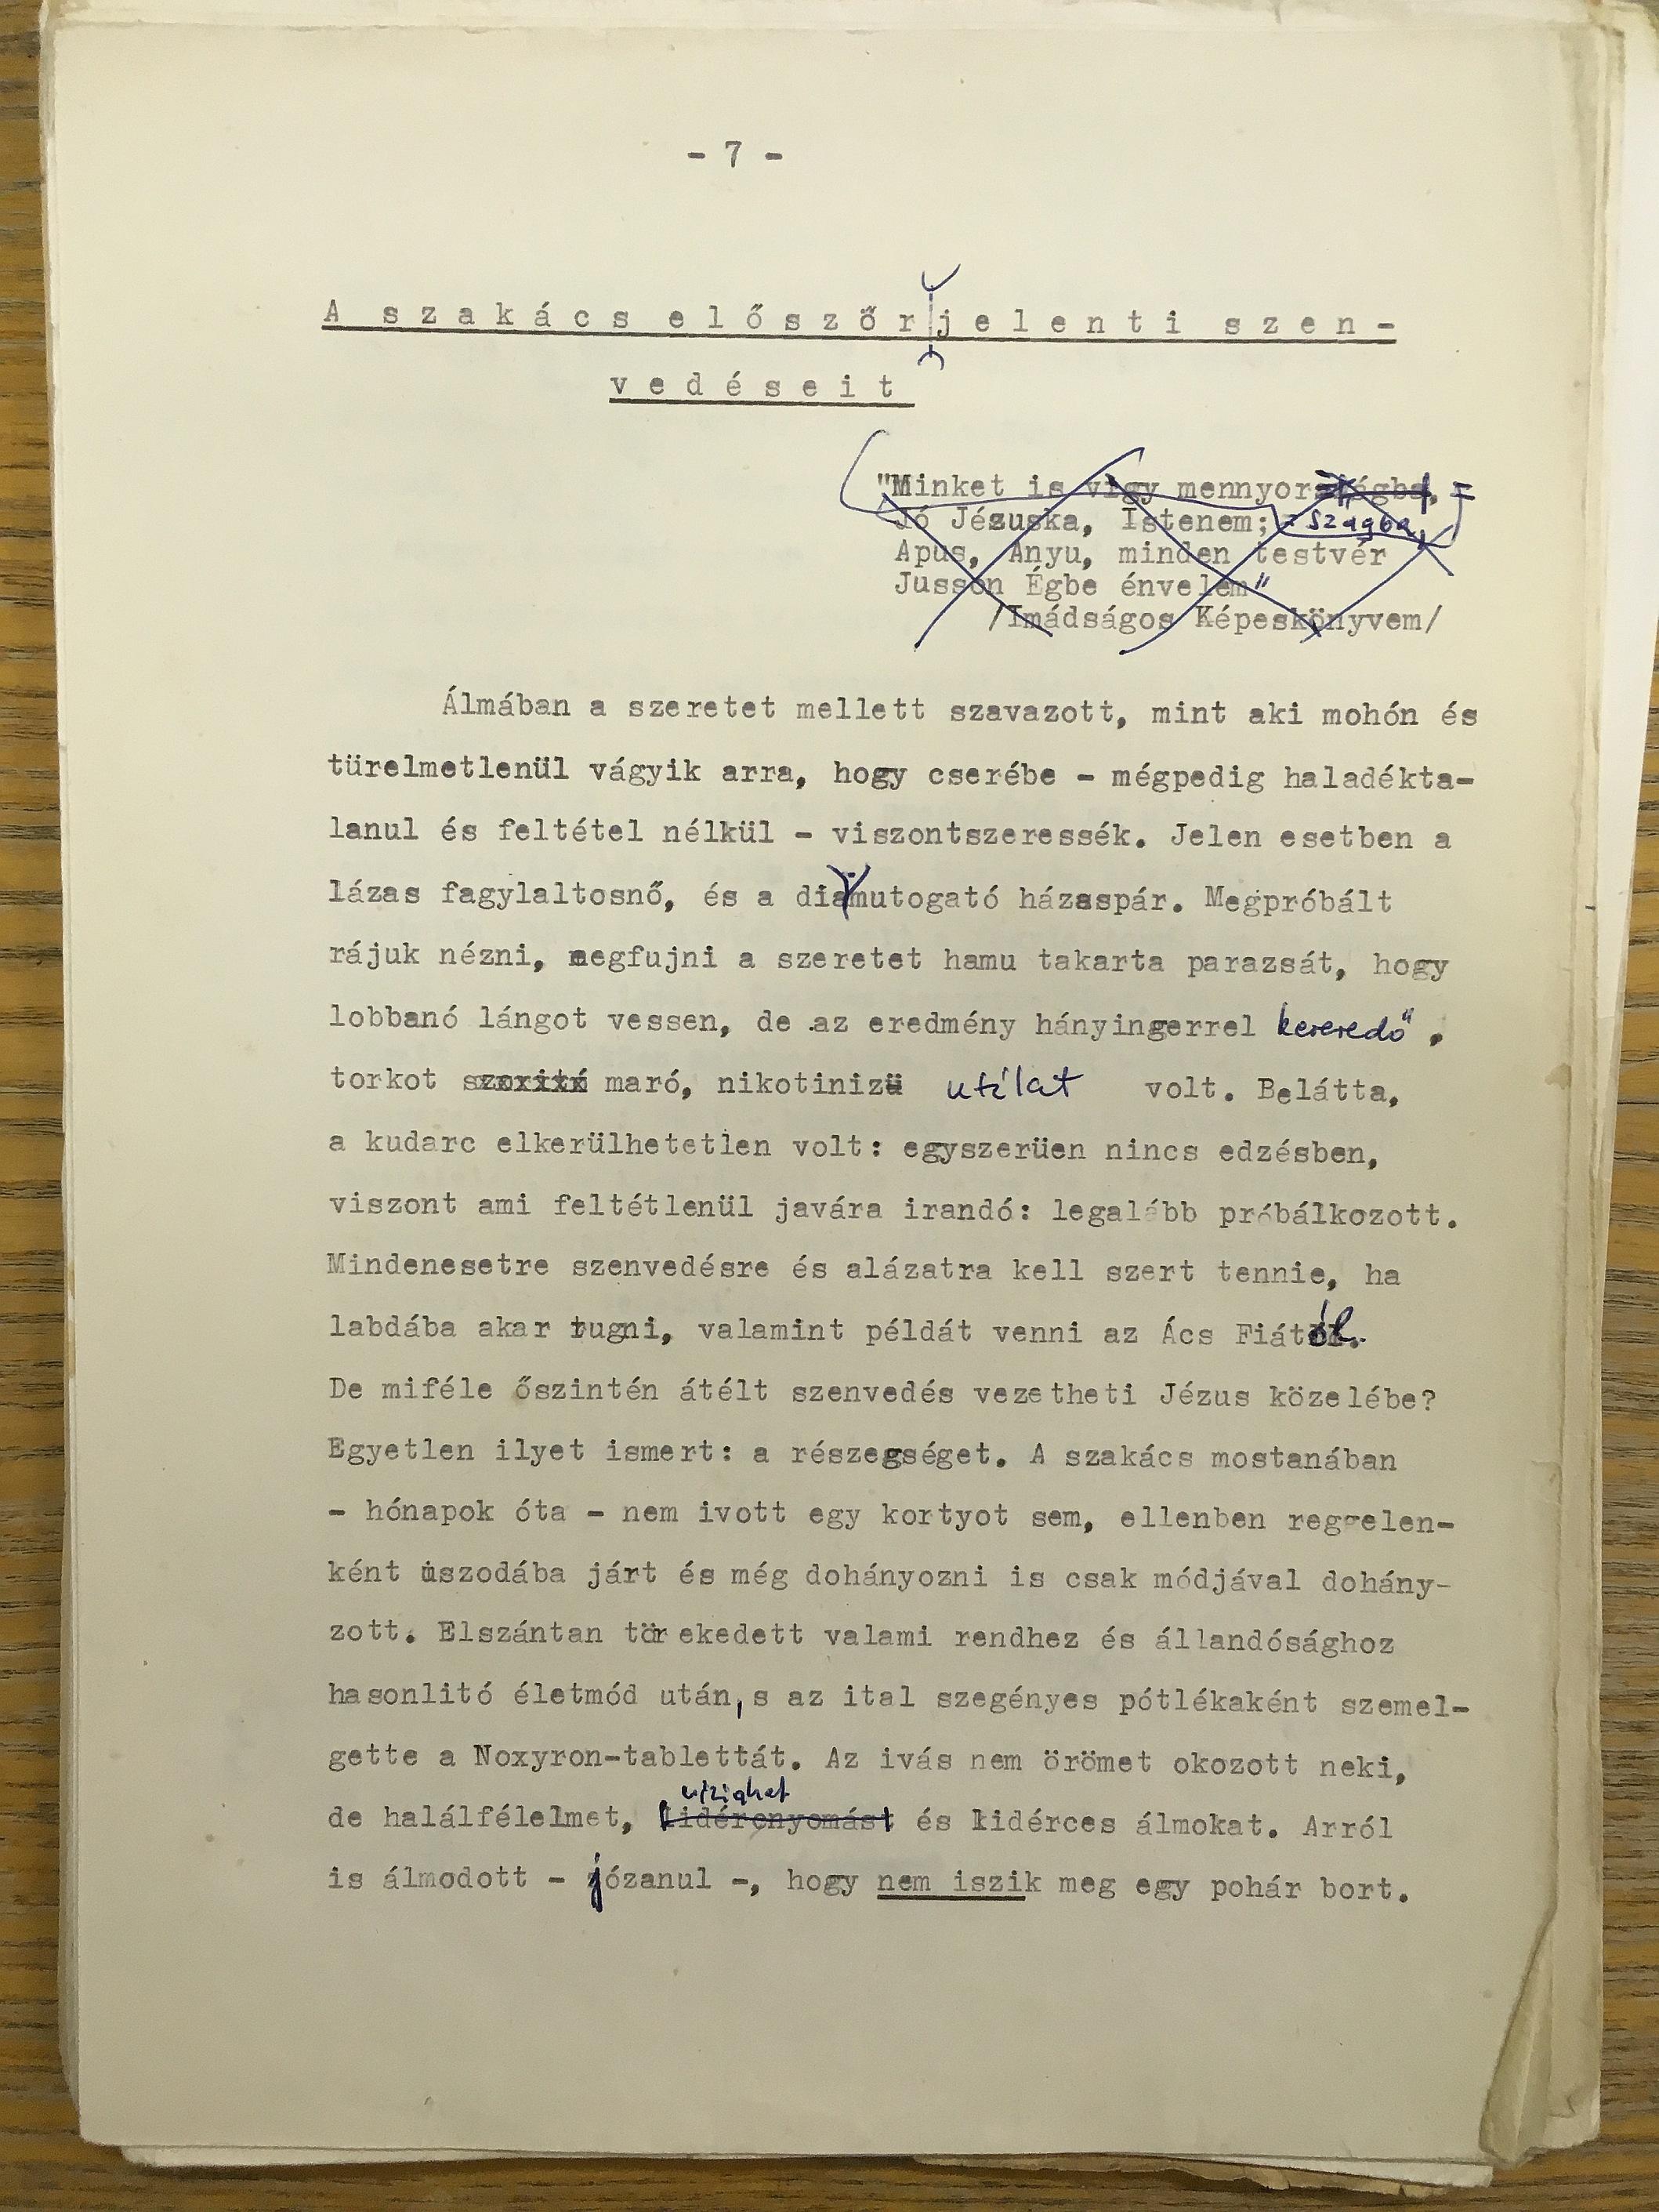 - 7 -
A szakács először jelenti szen-
vedéseit
"Minket is vigy mennyországba,
Jó Jézuska, Istenem; -szagba,
Apus, Anyu, minden testvér
Jusson Égbe énvelem"
/Imádságos Képeskönyvem/
Álmában a szeretet mellett szavazott, mint aki mohón és
türelmetlenül vágyik arra, hogy cserébe - mégpedig haladékta-
lanul és feltétel nélkül - viszontszeressék. Jelen esetben a
lázas fagylaltosnő, és a diamutogató házaspár. Megpróbált
rájuk nézni, megfujni a szeretet hamu takarta parazsát, hogy
lobbanó lángot vessen, de az eredmény hányingerrel keveredő ,
torkot szoritó maró, nikotinizü utálat volt. Belátta,
a kudarc elkerülhetetlen volt: egyszerüen nincs edzésben,
viszont ami feltétlenül javára irandó: legalább próbálkozott.
Mindenesetre szenvedésre és alázatra kell szert tennie, ha
labdába akar rugni, valamint példát venni az Ács Fiától.
De miféle őszintén átélt szenvedés vezetheti Jézus közelébe?
Egyetlen ilyet ismert: a részegséget. A szakács mostanában
- hónapok óta - nem ivott egy kortyot sem, ellenben reggelen-
ként uszodába járt és még dohányozni is csak módjával dohány-
zott. Elszántan törekedett valami rendhez és állandósághoz
hasonlitó életmód után, s az ital szegényes pótlékaként szemel-
gette a Noxyron-tablettát. Az ivás nem örömet okozott neki,
de halálfélelmet, lidércnyomást és lidérces álmokat. Arról
is álmodott - józanul -, hogy nem iszik meg egy pohár bort.